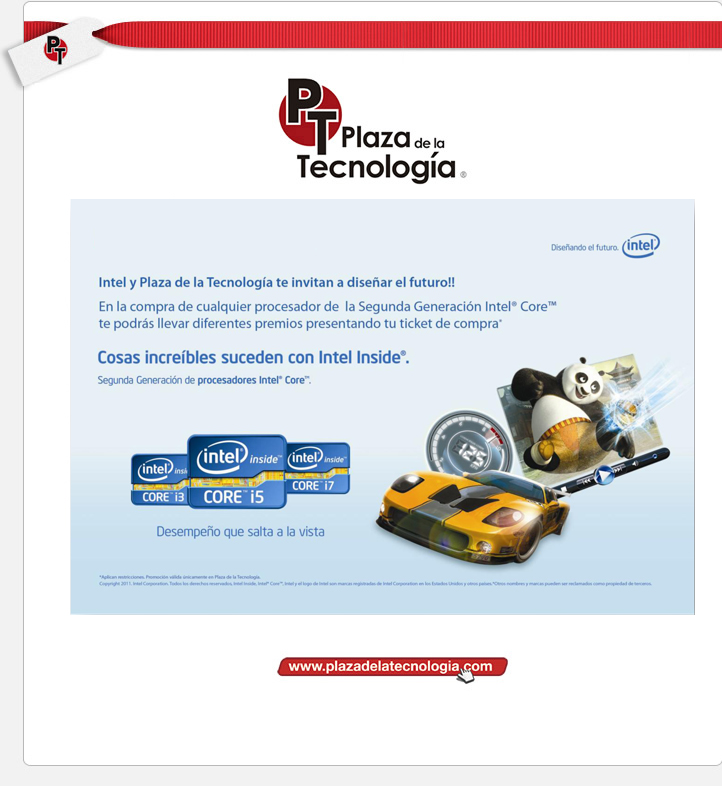 PT
PT Plaza de la
Tecnología ®
Diseñando el futuro. intel
Intel y Plaza de la Tecnología te invitan a diseñar el futuro!!
En la compra de cualquier procesador de la Segunda Generación Intel® Core™
te podrás llevar diferentes premios presentando tu ticket de compra*
Cosas increíbles suceden con Intel Inside®.
Segunda Generación de procesadores Intel® Core™.
intel insi
CORE i3
intel inside™
CORE™ i5
intel inside™
CORE™ i7
125
Desempeño que salta a la vista
*Aplican restricciones. Promoción válida únicamente en Plaza de la Tecnología.
Copyright 2011. Intel Corporation. Todos los derechos reservados. Intel Inside, Intel® Core™, Intel y el logo de Intel son marcas registradas de Intel Corporation en los Estados Unidos y otros países. *Otros nombres y marcas pueden ser reclamados como propiedad de terceros.
www.plazadelatecnologia.com